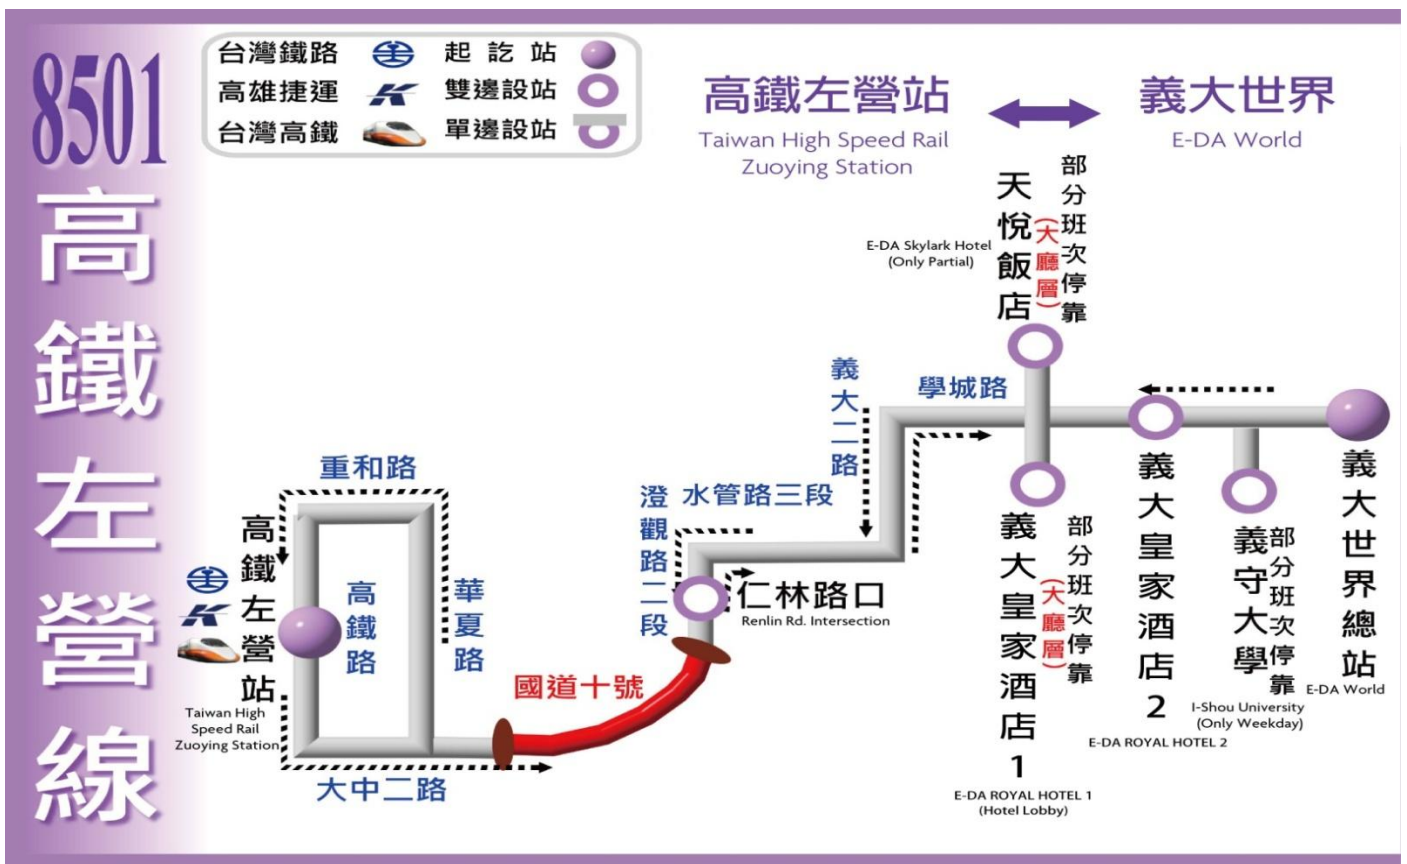 8501
高鐵左營線
台灣鐵路
起訖站
高雄捷運
雙邊設站
台灣高鐵
單邊設站
高鐵左營站
Taiwan High Speed Rail
Zuoying Station
義大世界
E-DA World
天悅飯店
(大廳層)
部分班次停靠
E-DA Skylark Hotel
(Only Partial)
學城路
義大二路
水管路三段
澄觀路二段
仁林路口
Renlin Rd. Intersection
重和路
高鐵左營站
Taiwan High
Speed Rail
Zuoying Station
高鐵路
華夏路
大中二路
國道十號
義大皇家酒店1
(大廳層)
部分班次停靠
E-DA ROYAL HOTEL 1
(Hotel Lobby)
義大皇家酒店2
E-DA ROYAL HOTEL 2
義守大學
部分班次停靠
I-Shou University
(Only Weekday)
義大世界總站
E-DA World